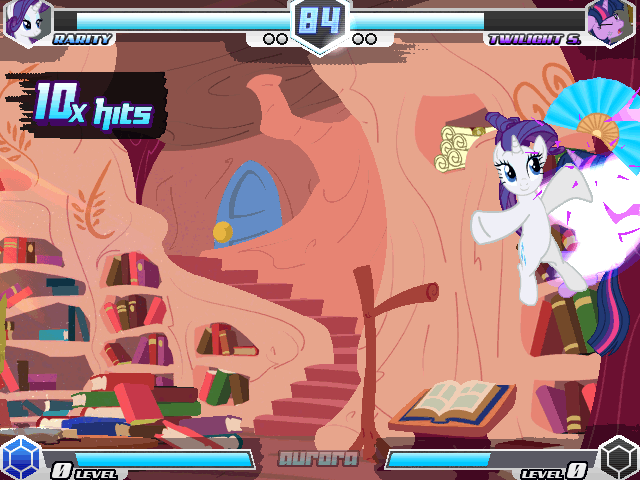 84
RARITY
TWILIGHT S.
10x hits
0 LEVEL
aurora
LEVEL 0